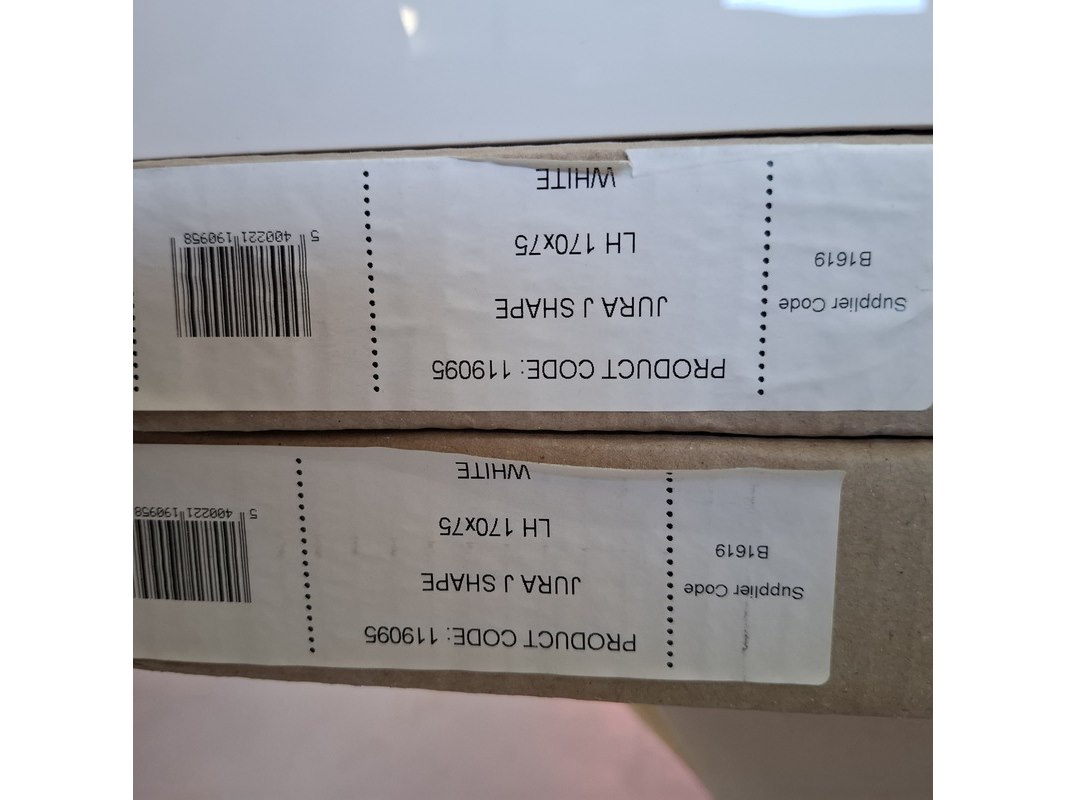 Supplier Code
B1619
PRODUCT CODE: 119095
JURA J SHAPE
LH 170x75
WHITE
5 400221 190958
Supplier Code
B1619
PRODUCT CODE: 119095
JURA J SHAPE
LH 170x75
WHITE
5 400221 190958